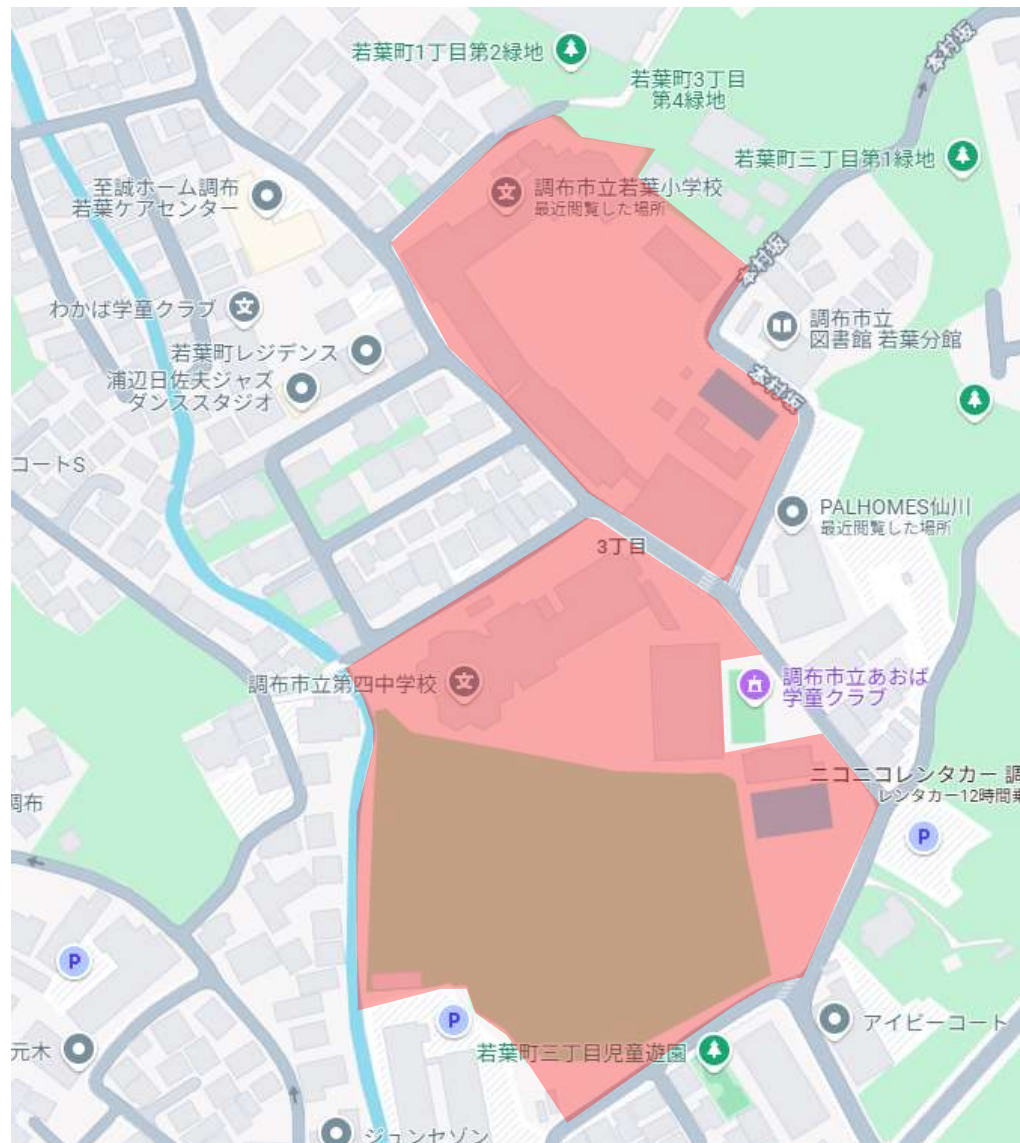 若葉町1丁目第2緑地
若葉町3丁目
第4緑地
本村坂
若葉町三丁目第1緑地
至誠ホーム調布
若葉ケアセンター
文
調布市立若葉小学校
最近閲覧した場所
本村坂
わかば学童クラブ
文
調布市立
図書館 若葉分館
若葉町レジデンス
浦辺日佐夫ジャズ
ダンススタジオ
本村坂
コートS
PALHOMES仙川
最近閲覧した場所
3丁目
調布市立第四中学校
文
調布市立あおば
学童クラブ
ニコニコレンタカー 調
レンタカー12時間乗
調布
P
P
P
アイビーコート
元木
若葉町三丁目児童遊園
ジュンセゾン